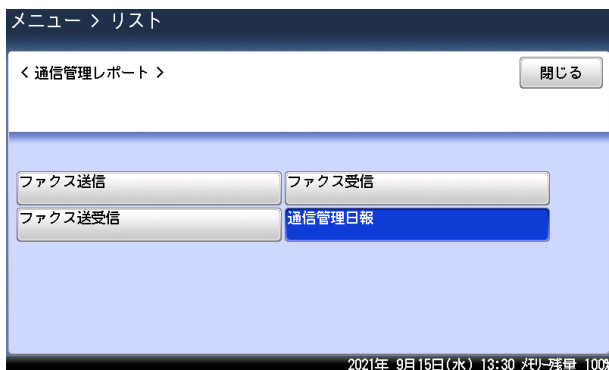 メニュー > リスト
< 通信管理レポート >
閉じる
ファクス送信
ファクス受信
ファクス送受信
通信管理日報
2021年 9月15日(水) 13:30 ﾒﾓﾘｰ残量 100%